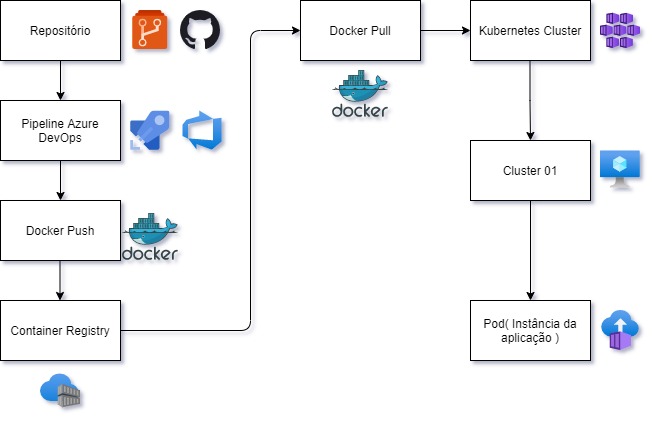 Repositório
Pipeline Azure
DevOps
Docker Push
docker
Container Registry
Docker Pull
docker
Kubernetes Cluster
Cluster 01
Pod( Instância da
aplicação )